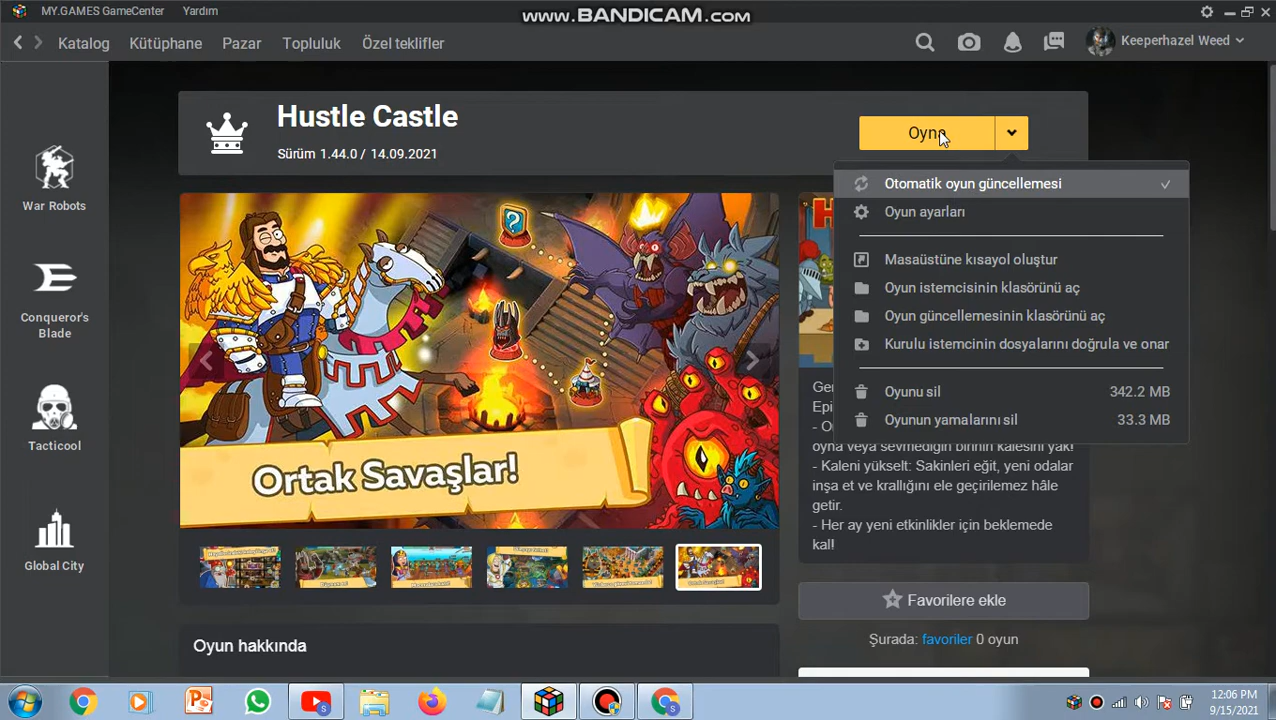 MY.GAMES GameCenter Yardım
www.BANDICAM.com
Katalog Kütüphane Pazar Topluluk Özel teklifler
Keeperhazel Weed
War Robots
Conqueror's
Blade
Tacticool
Global City
Hustle Castle
Sürüm 1.44.0 / 14.09.2021
Oyna
Otomatik oyun güncellemesi
Oyun ayarları
Masaüstüne kısayol oluştur
Oyun istemcisinin klasörünü aç
Oyun güncellemesinin klasörünü aç
Kurulu istemcinin dosyalarını doğrula ve onar
Oyunu sil 342.2 MB
Oyunun yamalarını sil 33.3 MB
Ortak Savaşlar!
oyna veya sevmediğin birinin kalesini yak!
- Kaleni yükselt: Sakinleri eğit, yeni odalar
inşa et ve krallığını ele geçirilemez hâle
getir.
- Her ay yeni etkinlikler için beklemede
kal!
Favorilere ekle
Şurada: favoriler 0 oyun
Oyun hakkında
12:06 PM
9/15/2021